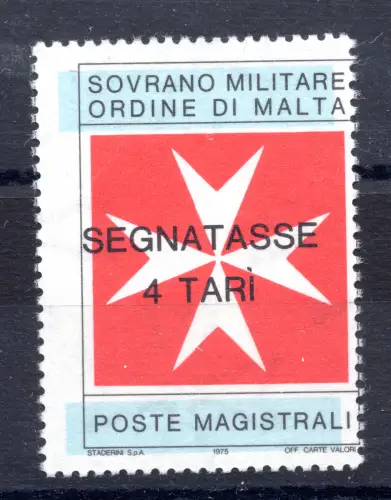 SOVRANO MILITARE
ORDINE DI MALTA
SEGNATASSE
4 TARÌ
POSTE MAGISTRALI
STADERINI S.p.A. 1975 OFF. CARTE VALORI